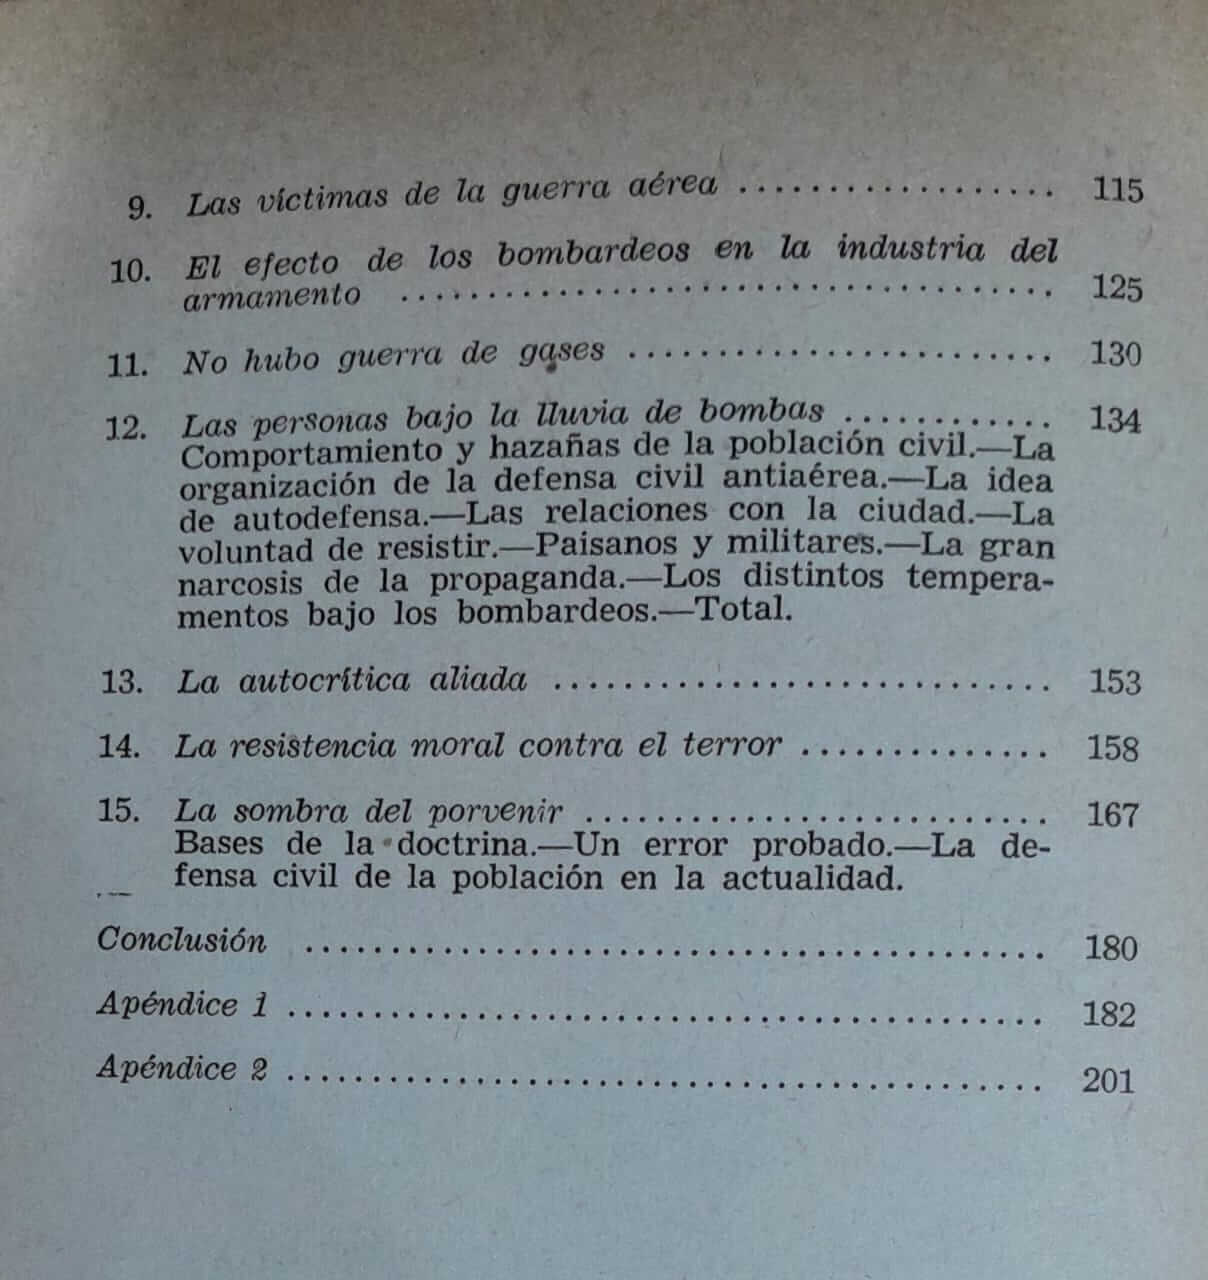 9. Las víctimas de la guerra aérea .................. 115
10. El efecto de los bombardeos en la industria del
armamento ..................................... 125
11. No hubo guerra de gases ........................ 130
12. Las personas bajo la lluvia de bombas ............ 134
Comportamiento y hazañas de la población civil.—La
organización de la defensa civil antiaérea.—La idea
de autodefensa.—Las relaciones con la ciudad.—La
voluntad de resistir.—Paisanos y militares.—La gran
narcosis de la propaganda.—Los distintos tempera-
mentos bajo los bombardeos.—Total.
13. La autocrítica aliada ............................. 153
14. La resistencia moral contra el terror .............. 158
15. La sombra del porvenir ........................... 167
Bases de la doctrina.—Un error probado.—La de-
fensa civil de la población en la actualidad.
Conclusión ........................................... 180
Apéndice 1 ............................................ 182
Apéndice 2 ............................................ 201